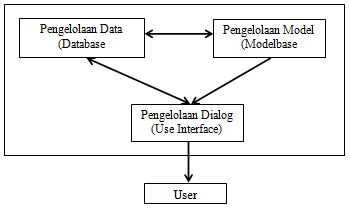 Pengelolaan Data
(Database
Pengelolaan Model
(Modelbase
Pengelolaan Dialog
(Use Interface)
User